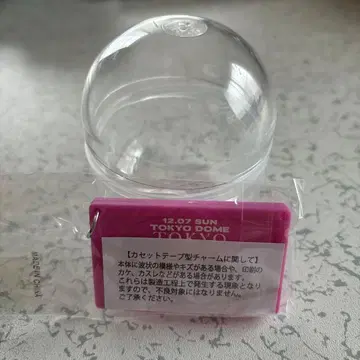 12.07 SUN
TOKYO DOME
TOKYO
【カセットテープ型チャームに関して】
本体に波状の模様やキズがある場合や、印刷の
カケ、カスレなどがある場合があります。
これらは製造工程上で発生する現象となり
ますので、不良対象にはなりません。
ご了承ください。